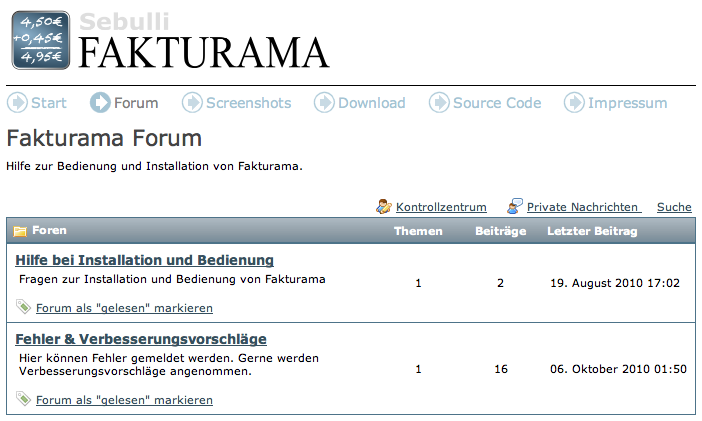 4,50€
+0,45€
4,95€
Sebulli
FAKTURAMA
Start Forum Screenshots Download Source Code Impressum
Fakturama Forum
Hilfe zur Bedienung und Installation von Fakturama.
Kontrollzentrum Private Nachrichten Suche
Foren Themen Beiträge Letzter Beitrag
Hilfe bei Installation und Bedienung
Fragen zur Installation und Bedienung von Fakturama
1 2 19. August 2010 17:02
Forum als "gelesen" markieren
Fehler & Verbesserungsvorschläge
Hier können Fehler gemeldet werden. Gerne werden
Verbesserungsvorschläge angenommen.
1 16 06. Oktober 2010 01:50
Forum als "gelesen" markieren